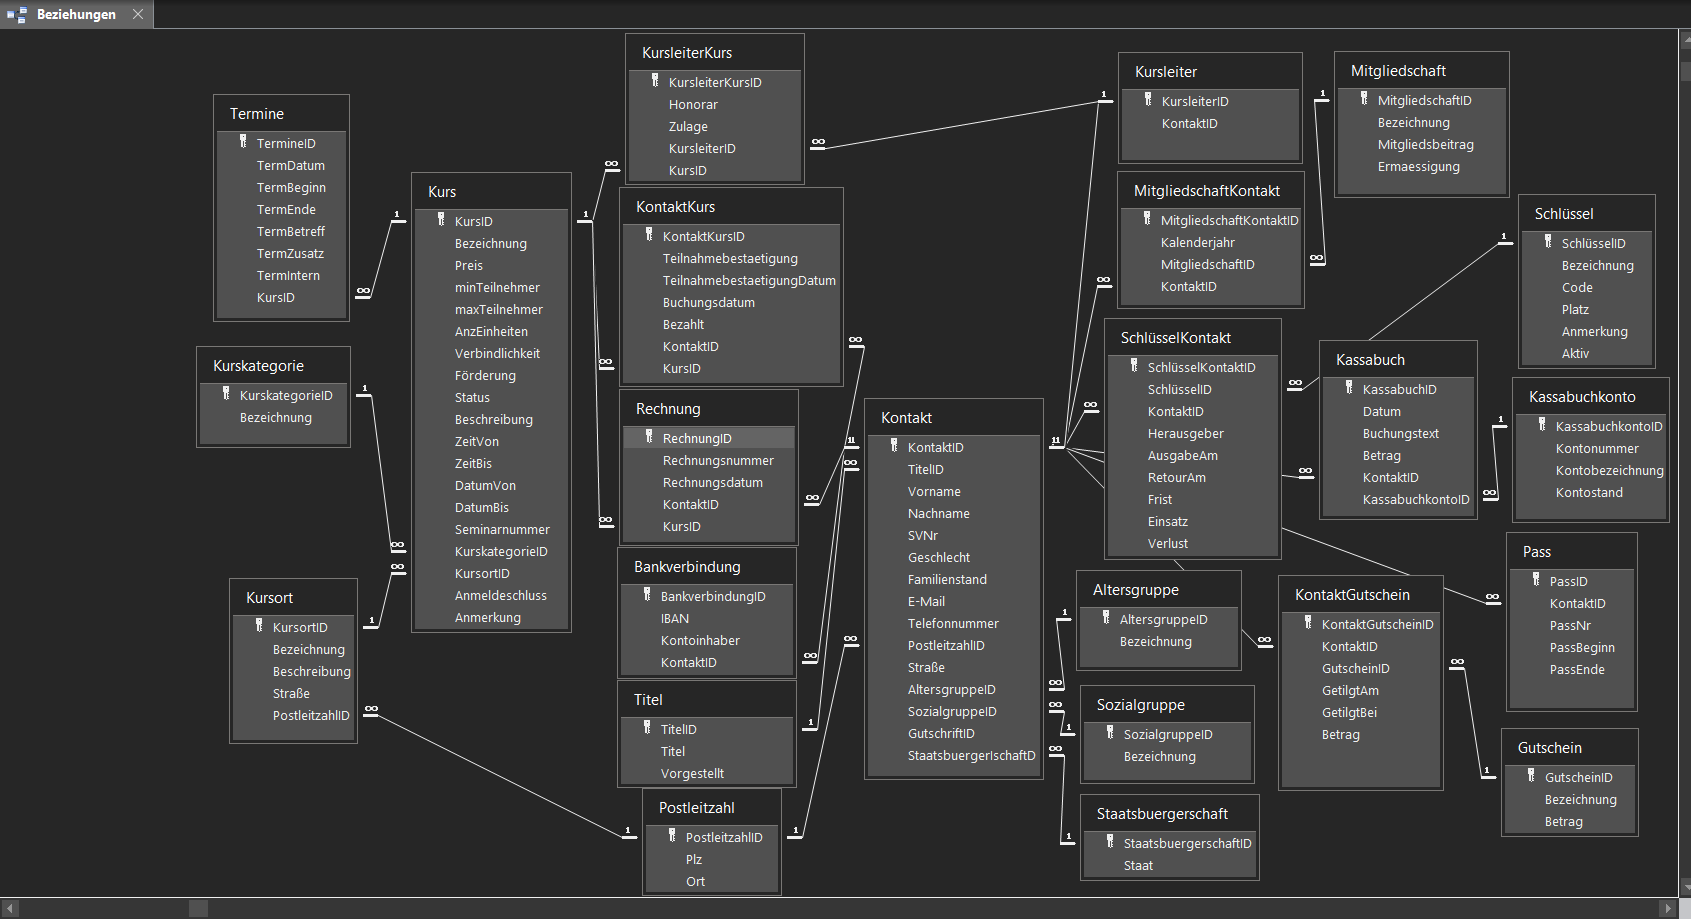 Beziehungen
Termine
TermineID
TermDatum
TermBeginn
TermEnde
TermBetreff
TermZusatz
TermIntern
KursID
Kurskategorie
KurskategorieID
Bezeichnung
Kursort
KursortID
Bezeichnung
Beschreibung
Straße
PostleitzahlID
Kurs
KursID
Bezeichnung
Preis
minTeilnehmer
maxTeilnehmer
AnzEinheiten
Verbindlichkeit
Förderung
Status
Beschreibung
ZeitVon
ZeitBis
DatumVon
DatumBis
Seminarnummer
KurskategorieID
KursortID
Anmeldeschluss
Anmerkung
KursleiterKurs
KursleiterKursID
Honorar
Zulage
KursleiterID
KursID
KontaktKurs
KontaktKursID
Teilnahmebestaetigung
TeilnahmebestaetigungDatum
Buchungsdatum
Bezahlt
KontaktID
KursID
Rechnung
RechnungID
Rechnungsnummer
Rechnungsdatum
KontaktID
KursID
Bankverbindung
BankverbindungID
IBAN
Kontoinhaber
KontaktID
Titel
TitelID
Titel
Vorgestellt
Postleitzahl
PostleitzahlID
Plz
Ort
Kontakt
KontaktID
TitelID
Vorname
Nachname
SVNr
Geschlecht
Familienstand
E-Mail
Telefonnummer
PostleitzahlID
Straße
AltersgruppeID
SozialgruppeID
GutschriftID
StaatsbuergerlschaftD
Kursleiter
KursleiterID
KontaktID
MitgliedschaftKontakt
MitgliedschaftKontaktID
Kalenderjahr
MitgliedschaftID
KontaktID
SchlüsselKontakt
SchlüsselKontaktID
SchlüsselID
KontaktID
Herausgeber
AusgabeAm
RetourAm
Frist
Einsatz
Verlust
Altersgruppe
AltersgruppeID
Bezeichnung
Sozialgruppe
SozialgruppeID
Bezeichnung
Staatsbuergerschaft
StaatsbuergerschaftID
Staat
Mitgliedschaft
MitgliedschaftID
Bezeichnung
Mitgliedsbeitrag
Ermaessigung
Kassabuch
KassabuchID
Datum
Buchungstext
Betrag
KontaktID
KassabuchkontoID
KontaktGutschein
KontaktGutscheinID
KontaktID
GutscheinID
GetilgtAm
GetilgtBei
Betrag
Schlüssel
SchlüsselID
Bezeichnung
Code
Platz
Anmerkung
Aktiv
Kassabuchkonto
KassabuchkontoID
Kontonummer
Kontobezeichnung
Kontostand
Pass
PassID
KontaktID
PassNr
PassBeginn
PassEnde
Gutschein
GutscheinID
Bezeichnung
Betrag